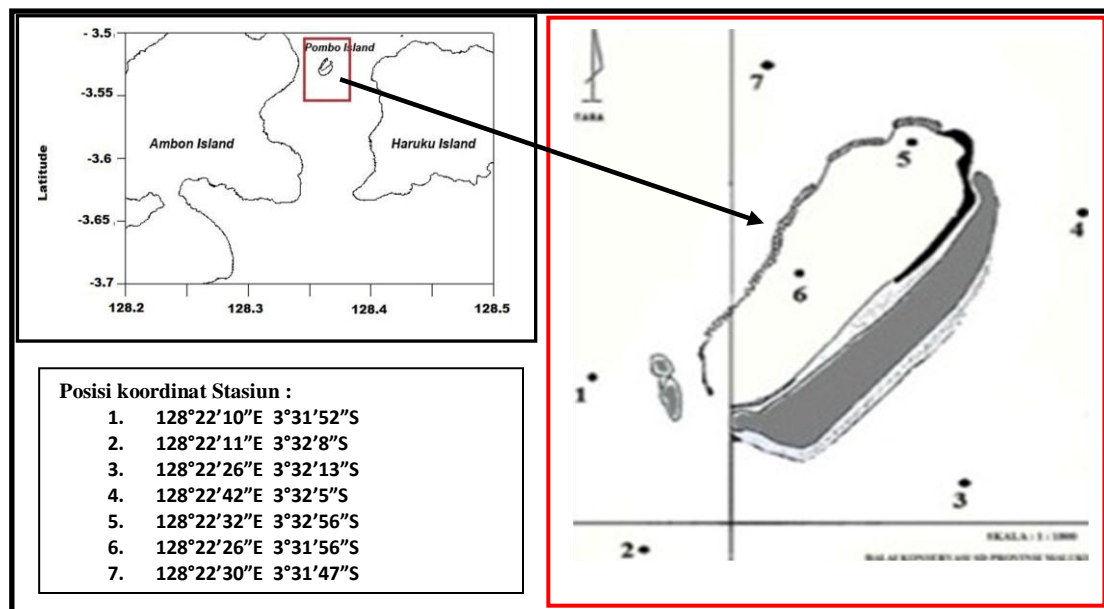 - 3.5
Pombo Island
-3.55
Ambon Island
Haruku Island
Latitude
-3.6
-3.65
-3.7
128.2 128.3 128.4 128.5
Posisi koordinat Stasiun :
1. 128°22’10”E 3°31’52”S
2. 128°22’11”E 3°32’8”S
3. 128°22’26”E 3°32’13”S
4. 128°22’42”E 3°32’5”S
5. 128°22’32”E 3°32’56”S
6. 128°22’26”E 3°31’56”S
7. 128°22’30”E 3°31’47”S
7
5
4
6
1
3
2
SKALA : 1 : 1000